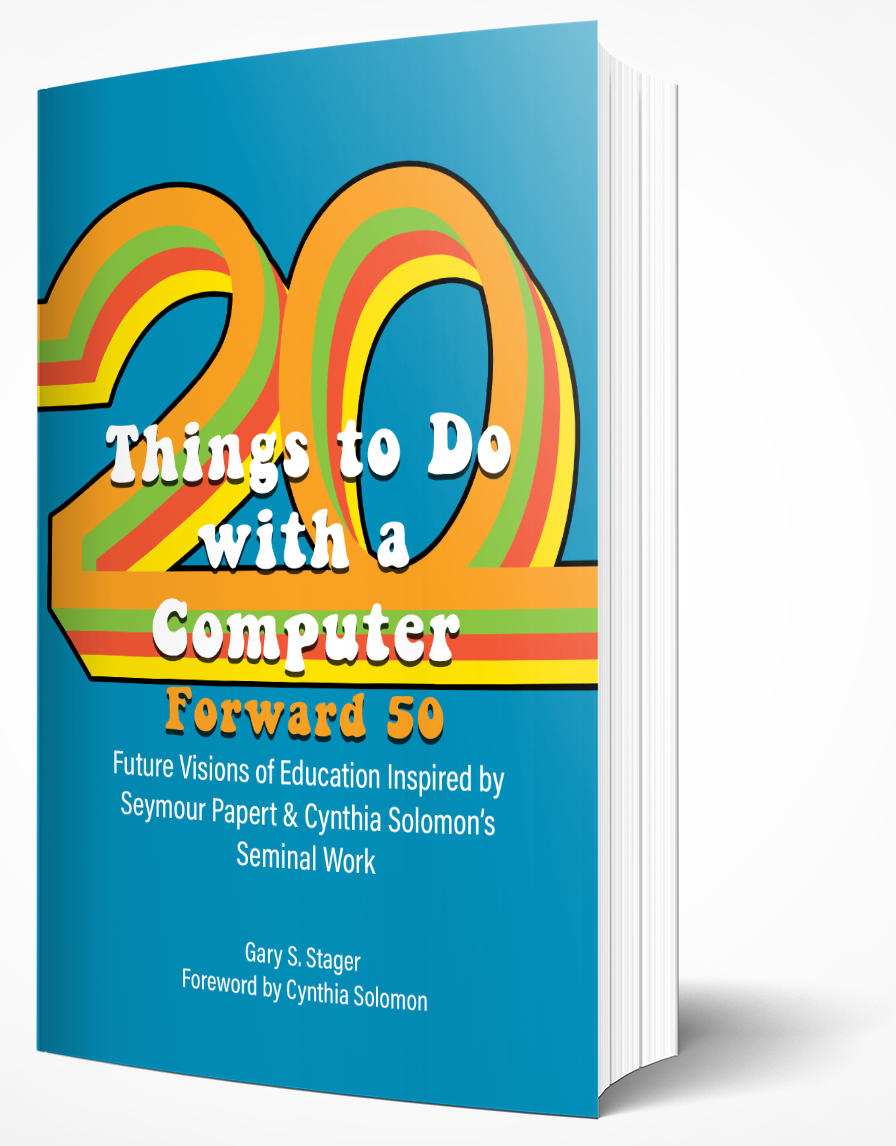 20
Things to Do
with a
Computer
Forward 50
Future Visions of Education Inspired by
Seymour Papert & Cynthia Solomon's
Seminal Work
Gary S. Stager
Foreword by Cynthia Solomon